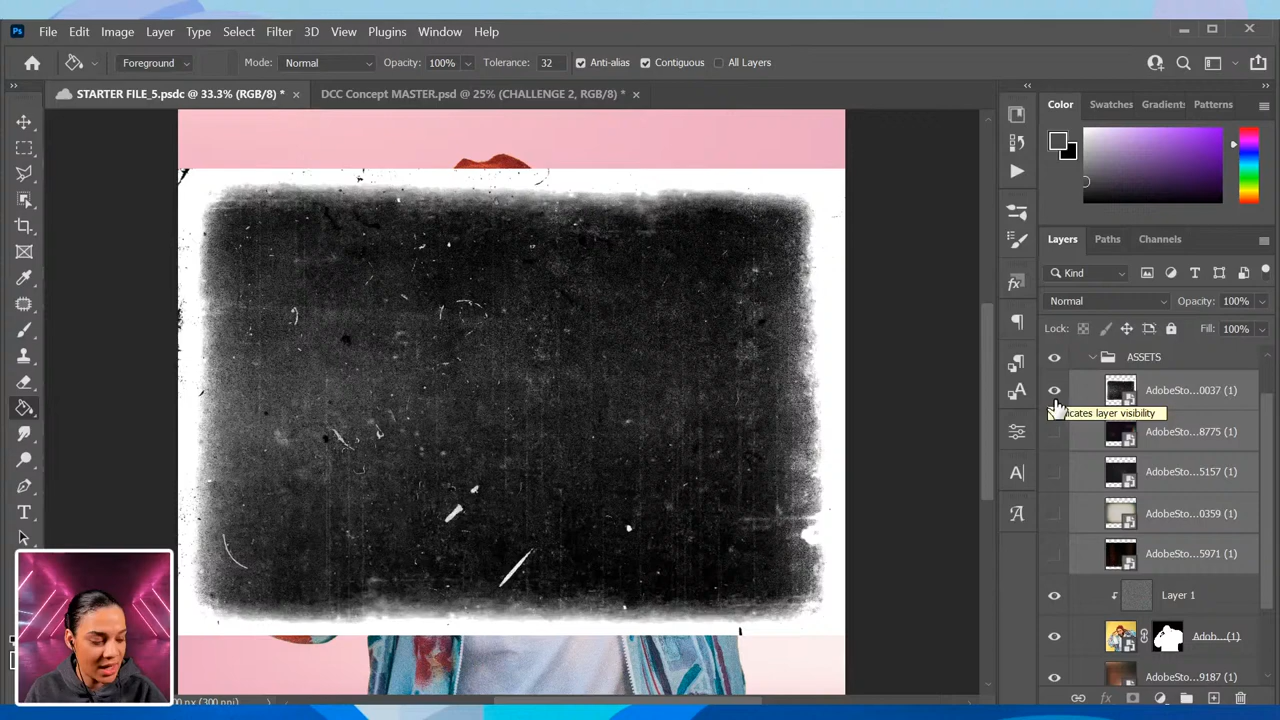 File Edit Image Layer Type Select Filter 3D View Plugins Window Help
Foreground Mode: Normal Opacity: 100% Tolerance: 32 Anti-alias Contiguous All Layers
STARTER FILE_5.psdc @ 33.3% (RGB/8) * DCC Concept MASTER.psd @ 25% (CHALLENGE 2, RGB/8) *
Color Swatches Gradient: Patterns
Layers Paths Channels
Kind
Normal Opacity: 100%
Lock: Fill: 100%
ASSETS
AdobeSto...0037 (1)
icates layer visibility
AdobeSto...8775 (1)
AdobeSto...5157 (1)
AdobeSto...0359 (1)
AdobeSto...5971 (1)
Layer 1
Adob...(1)
AdobeSto...9187 (1)
px (300 ppi)